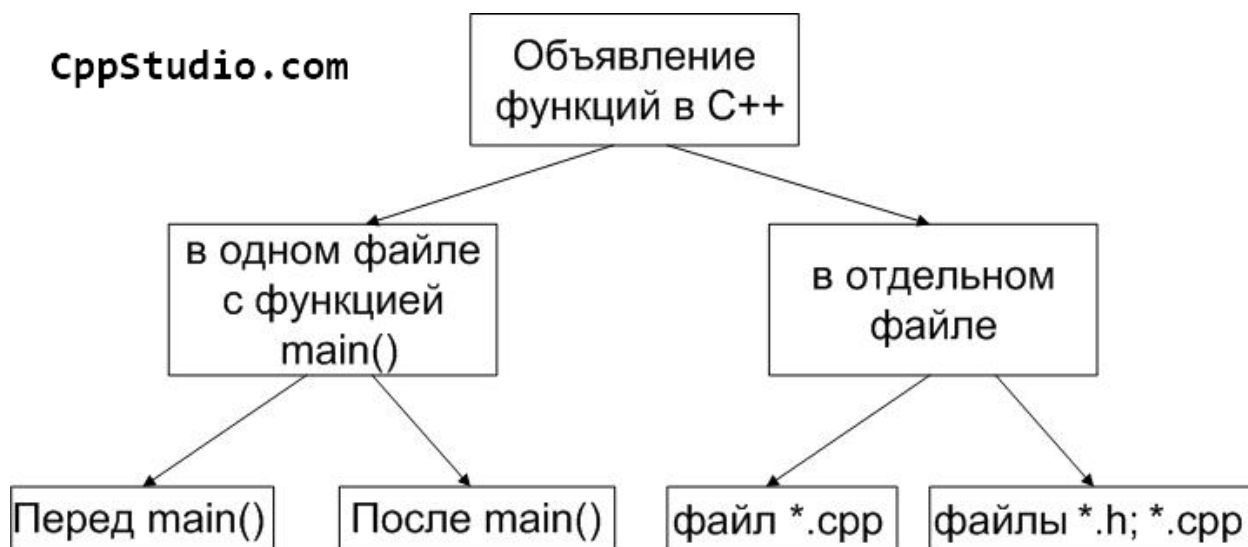 CppStudio.com
Объявление
функций в С++
в одном файле
с функцией
main()
в отдельном
файле
Перед main()
После main()
файл *.cpp
файлы *.h; *.cpp